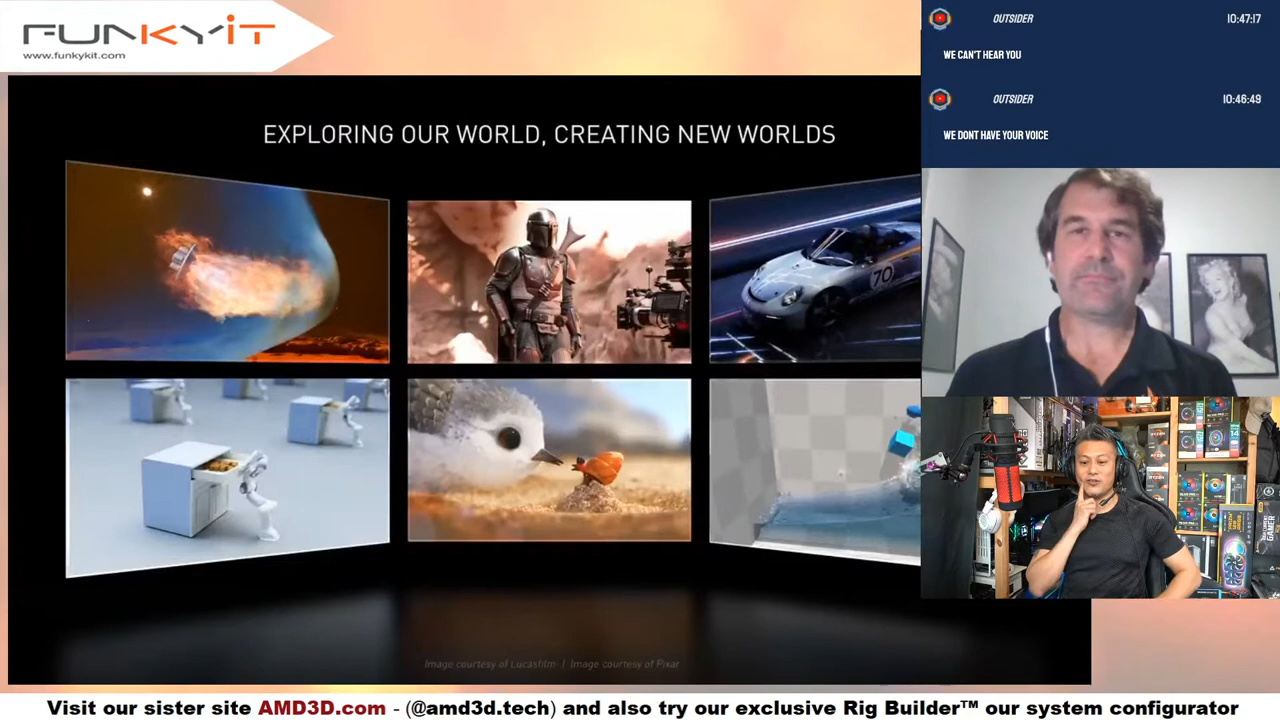 FUNKYIT
www.funkykit.com
OUTSIDER 10:47:17
WE CAN'T HEAR YOU
OUTSIDER 10:46:49
WE DONT HAVE YOUR VOICE
EXPLORING OUR WORLD, CREATING NEW WORLDS
70
Image courtesy of Lucasfilm | Image courtesy of Pixar
Visit our sister site AMD3D.com - (@amd3d.tech) and also try our exclusive Rig Builder™ our system configurator